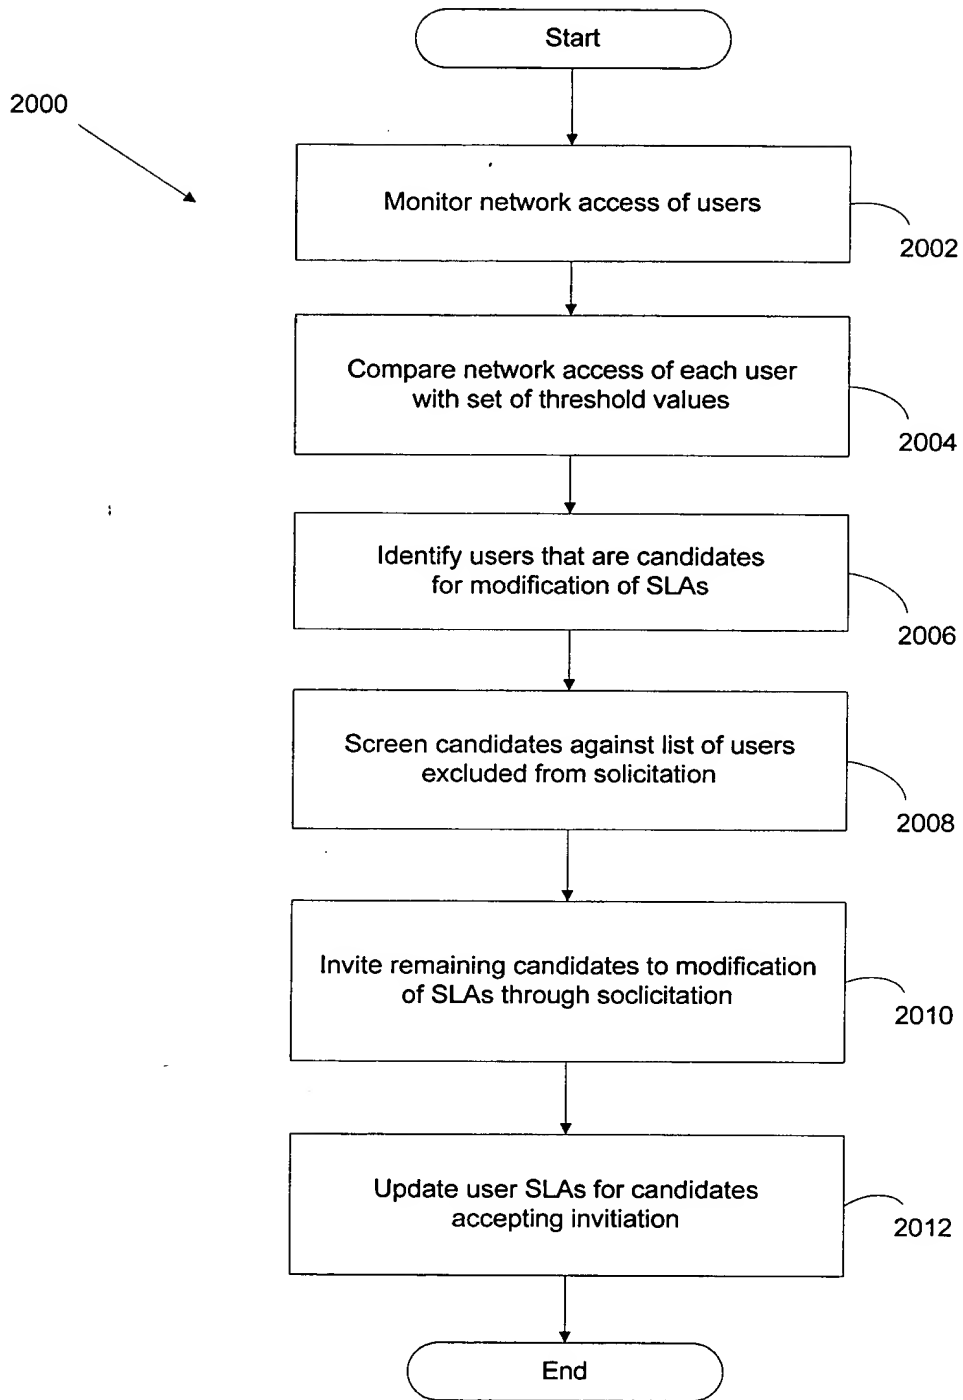 Start
2000
Monitor network access of users
2002
Compare network access of each user
with set of threshold values
2004
Identify users that are candidates
for modification of SLAs
2006
Screen candidates against list of users
excluded from solicitation
2008
Invite remaining candidates to modification
of SLAs through soclicitation
2010
Update user SLAs for candidates
accepting invitiation
2012
End